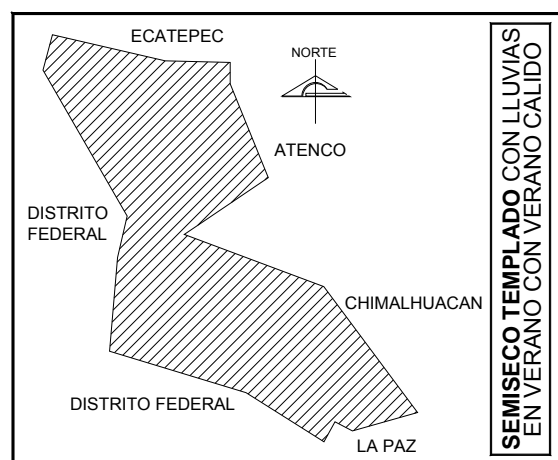 ECATEPEC
NORTE
ATENCO
DISTRITO
FEDERAL
CHIMALHUACAN
DISTRITO FEDERAL
LA PAZ
SEMISECO TEMPLADO CON LLUVIAS
EN VERANO CON VERANO CALIDO